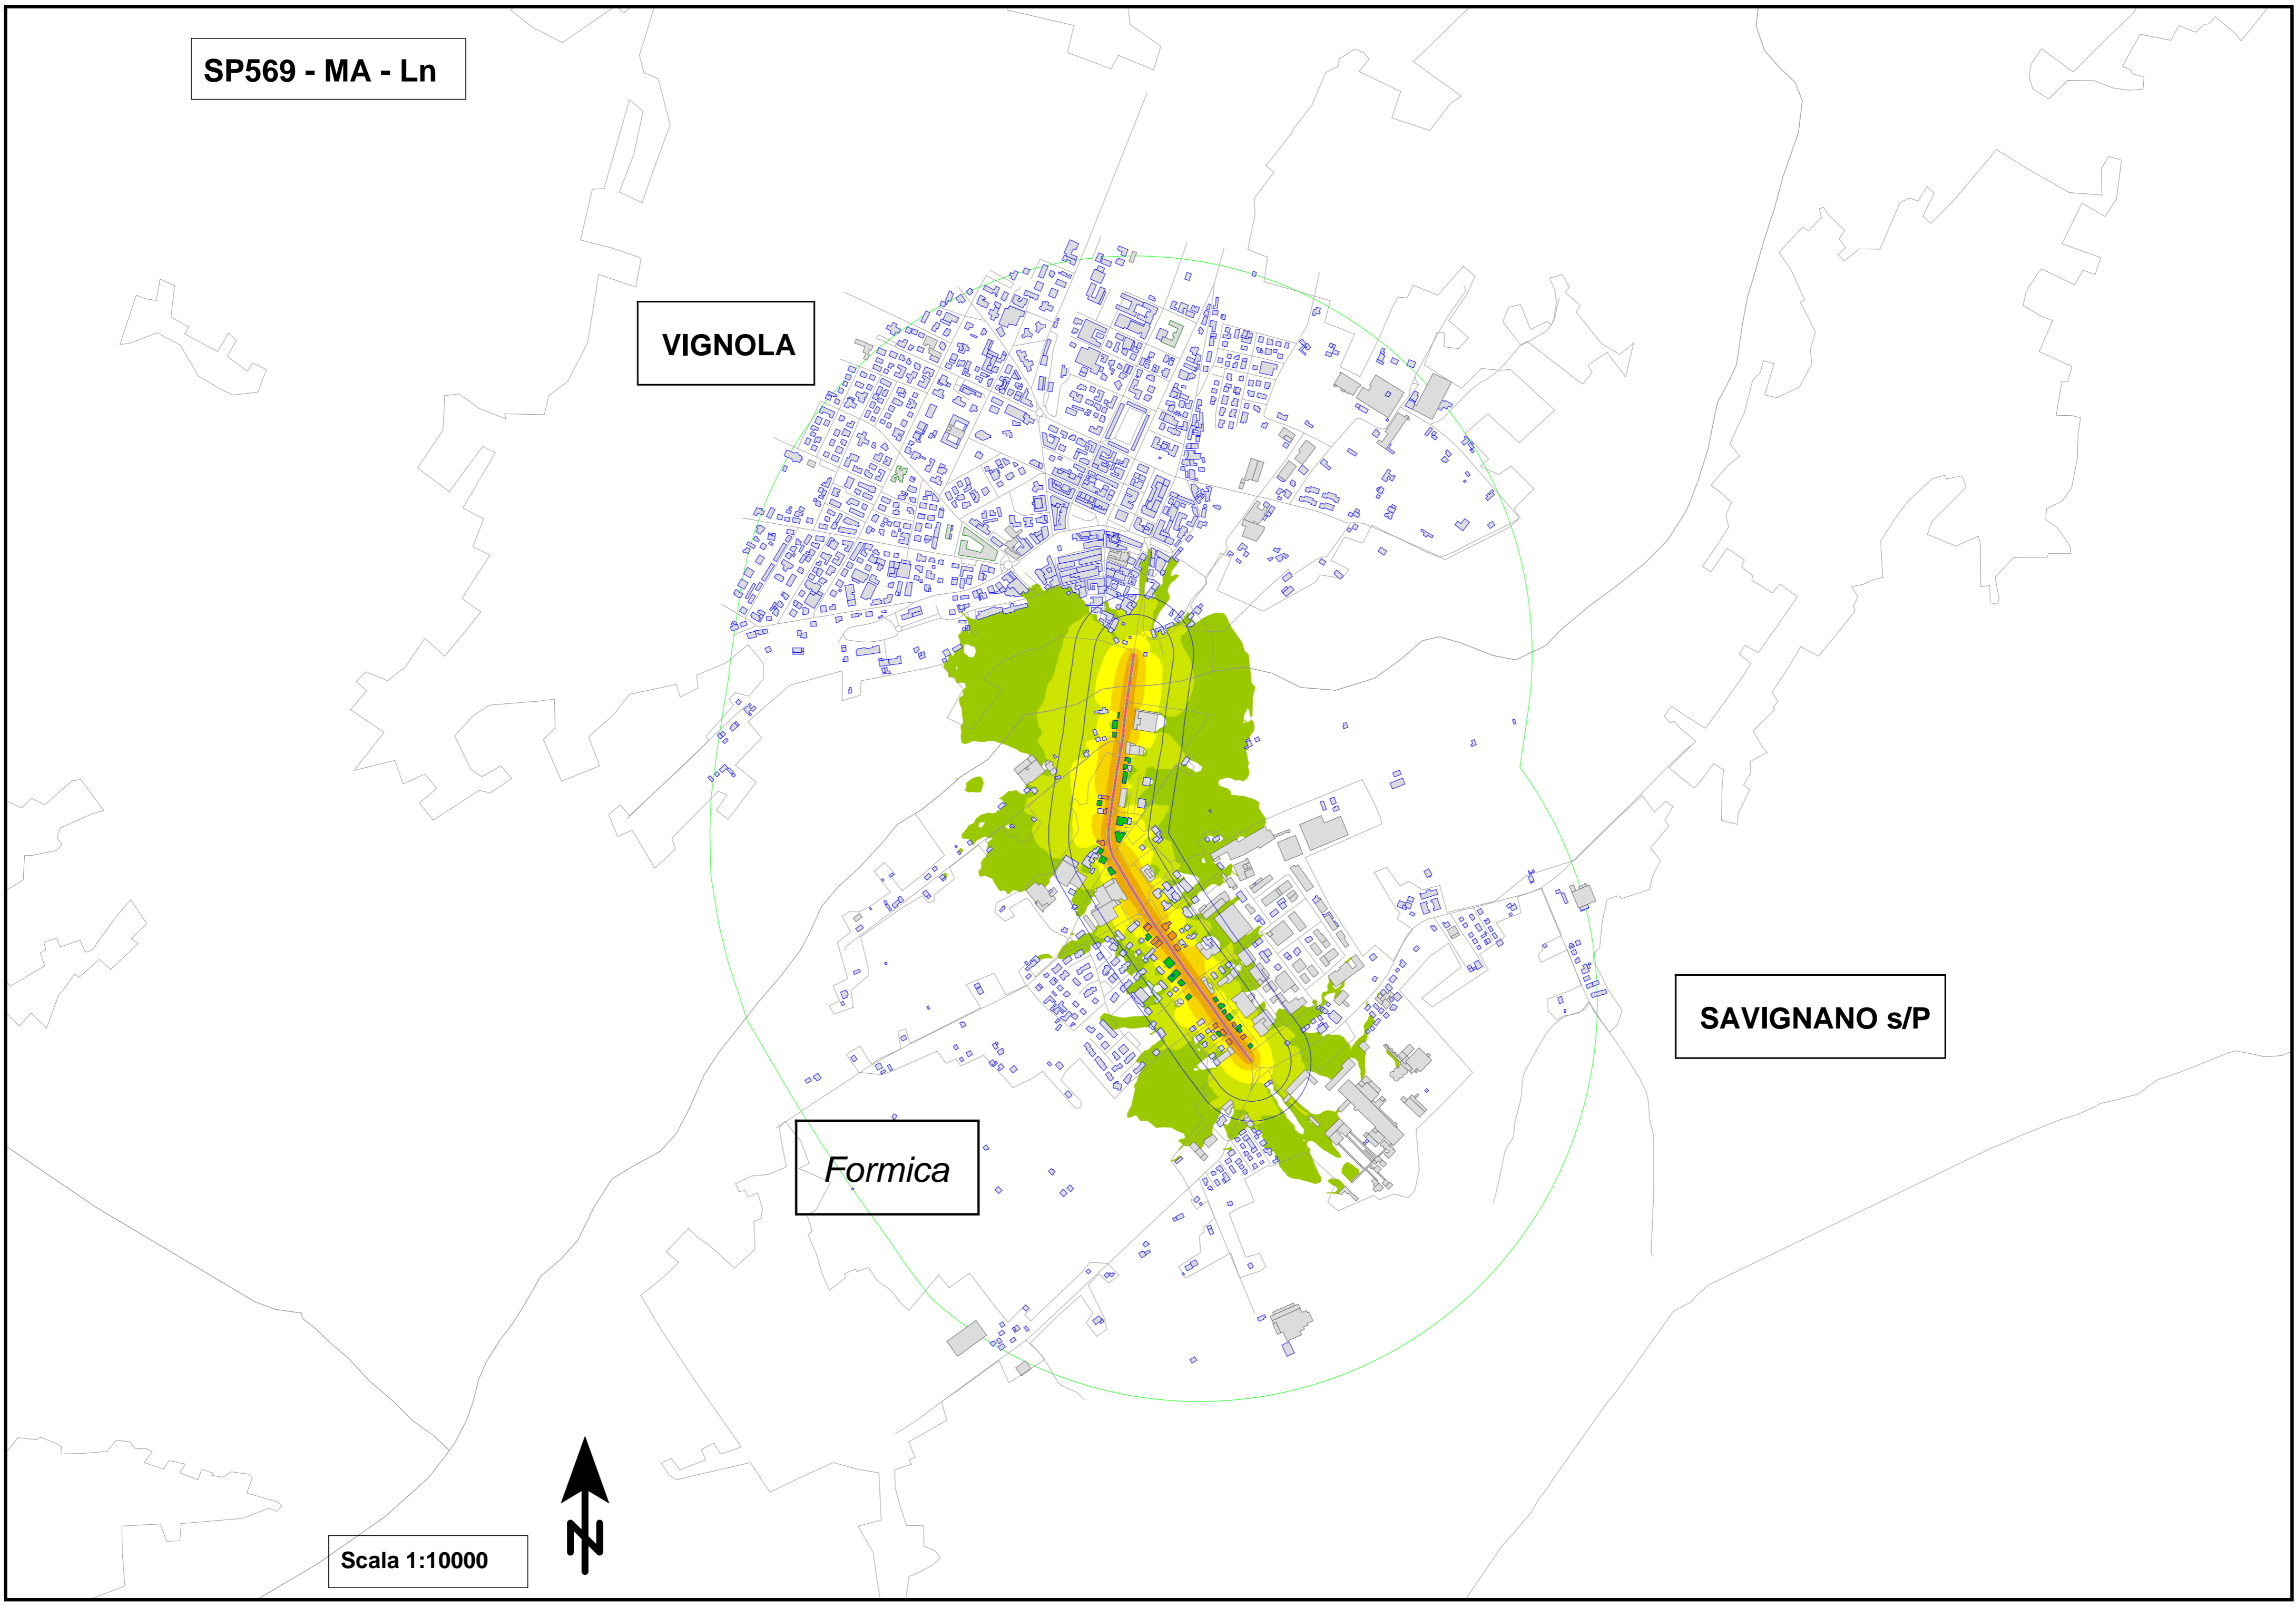 SP569 - MA - Ln
VIGNOLA
SAVIGNANO s/P
Formica
Scala 1:10000
N